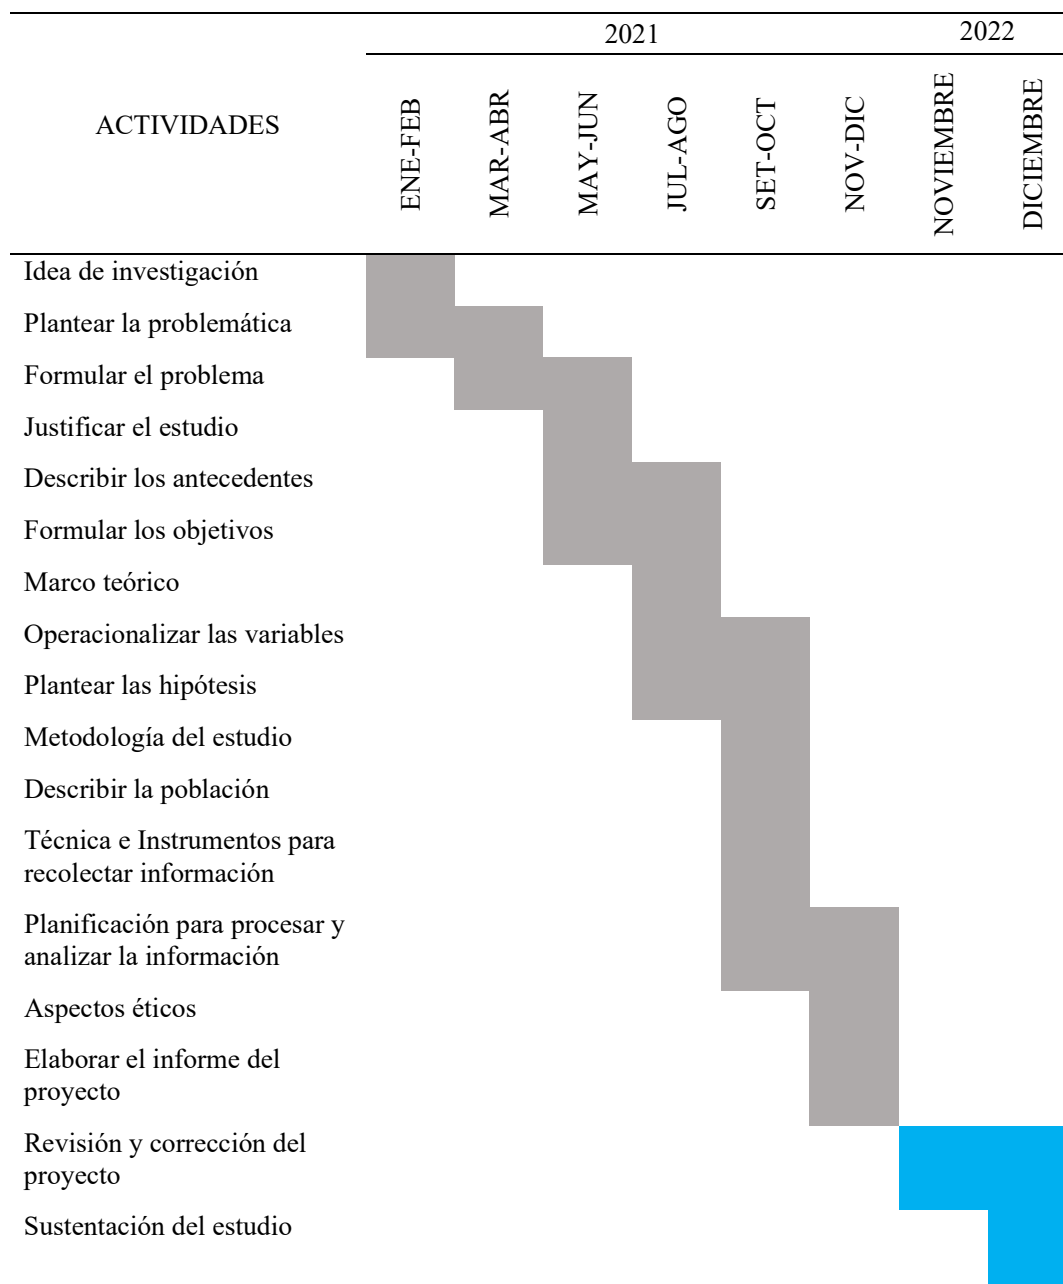 2021 2022
ACTIVIDADES
ENE-FEB
MAR-ABR
MAY-JUN
JUL-AGO
SET-OCT
NOV-DIC
NOVIEMBRE
DICIEMBRE
Idea de investigación
Plantear la problemática
Formular el problema
Justificar el estudio
Describir los antecedentes
Formular los objetivos
Marco teórico
Operacionalizar las variables
Plantear las hipótesis
Metodología del estudio
Describir la población
Técnica e Instrumentos para
recolectar información
Planificación para procesar y
analizar la información
Aspectos éticos
Elaborar el informe del
proyecto
Revisión y corrección del
proyecto
Sustentación del estudio